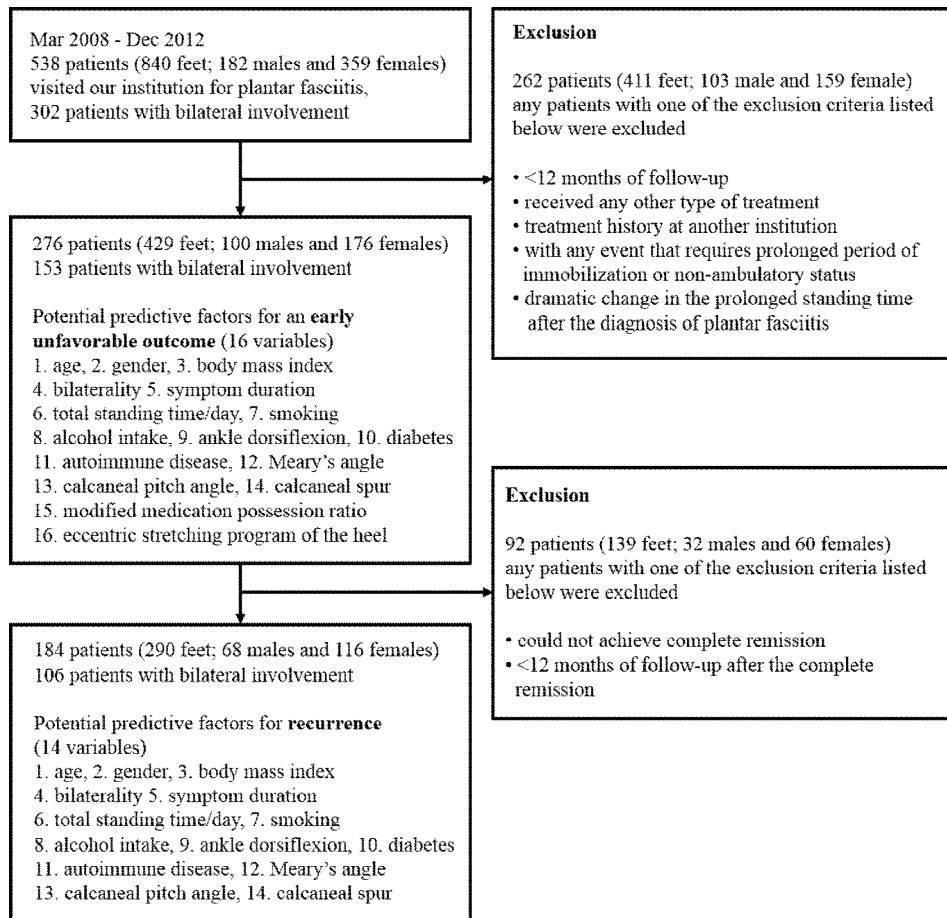 Mar 2008 - Dec 2012
538 patients (840 feet; 182 males and 359 females)
visited our institution for plantar fasciitis,
302 patients with bilateral involvement
Exclusion
262 patients (411 feet; 103 male and 159 female)
any patients with one of the exclusion criteria listed
below were excluded
• <12 months of follow-up
• received any other type of treatment
• treatment history at another institution
• with any event that requires prolonged period of
immobilization or non-ambulatory status
• dramatic change in the prolonged standing time
after the diagnosis of plantar fasciitis
276 patients (429 feet; 100 males and 176 females)
153 patients with bilateral involvement
Potential predictive factors for an early
unfavorable outcome (16 variables)
1. age, 2. gender, 3. body mass index
4. bilaterality 5. symptom duration
6. total standing time/day, 7. smoking
8. alcohol intake, 9. ankle dorsiflexion, 10. diabetes
11. autoimmune disease, 12. Meary's angle
13. calcaneal pitch angle, 14. calcaneal spur
15. modified medication possession ratio
16. eccentric stretching program of the heel
Exclusion
92 patients (139 feet; 32 males and 60 females)
any patients with one of the exclusion criteria listed
below were excluded
• could not achieve complete remission
• <12 months of follow-up after the complete
remission
184 patients (290 feet; 68 males and 116 females)
106 patients with bilateral involvement
Potential predictive factors for recurrence
(14 variables)
1. age, 2. gender, 3. body mass index
4. bilaterality 5. symptom duration
6. total standing time/day, 7. smoking
8. alcohol intake, 9. ankle dorsiflexion, 10. diabetes
11. autoimmune disease, 12. Meary's angle
13. calcaneal pitch angle, 14. calcaneal spur